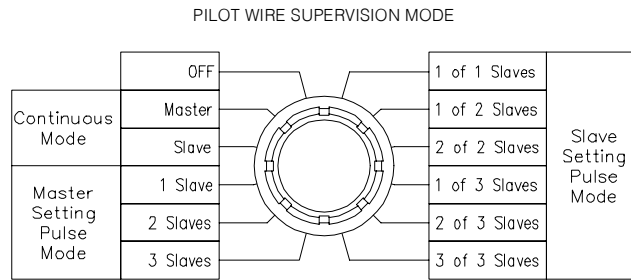 PILOT WIRE SUPERVISION MODE
OFF
Continuous
Mode
Master
Slave
Master
Setting
Pulse
Mode
1 Slave
2 Slaves
3 Slaves
1 of 1 Slaves
1 of 2 Slaves
2 of 2 Slaves
1 of 3 Slaves
2 of 3 Slaves
3 of 3 Slaves
Slave
Setting
Pulse
Mode